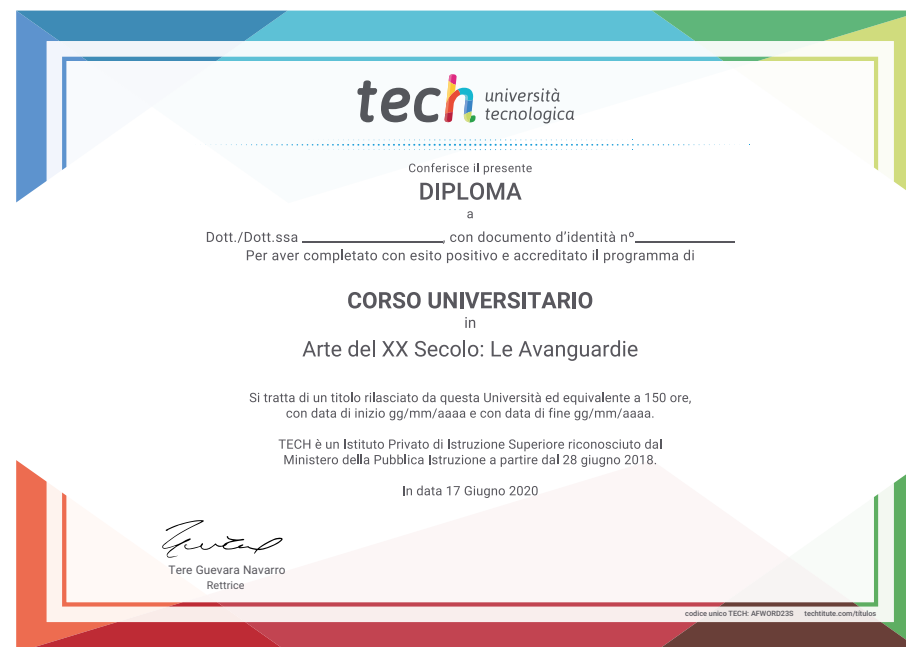 tech università
tecnologica
Conferisce il presente
DIPLOMA
a
Dott./Dott.ssa ____________________, con documento d'identità nº______________
Per aver completato con esito positivo e accreditato il programma di
CORSO UNIVERSITARIO
in
Arte del XX Secolo: Le Avanguardie
Si tratta di un titolo rilasciato da questa Università ed equivalente a 150 ore,
con data di inizio gg/mm/aaaa e con data di fine gg/mm/aaaa.
TECH è un Istituto Privato di Istruzione Superiore riconosciuto dal
Ministero della Pubblica Istruzione a partire dal 28 giugno 2018.
In data 17 Giugno 2020
Tere Guevara Navarro
Rettrice
codice unico TECH: AFWORD23S techtitute.com/titulos